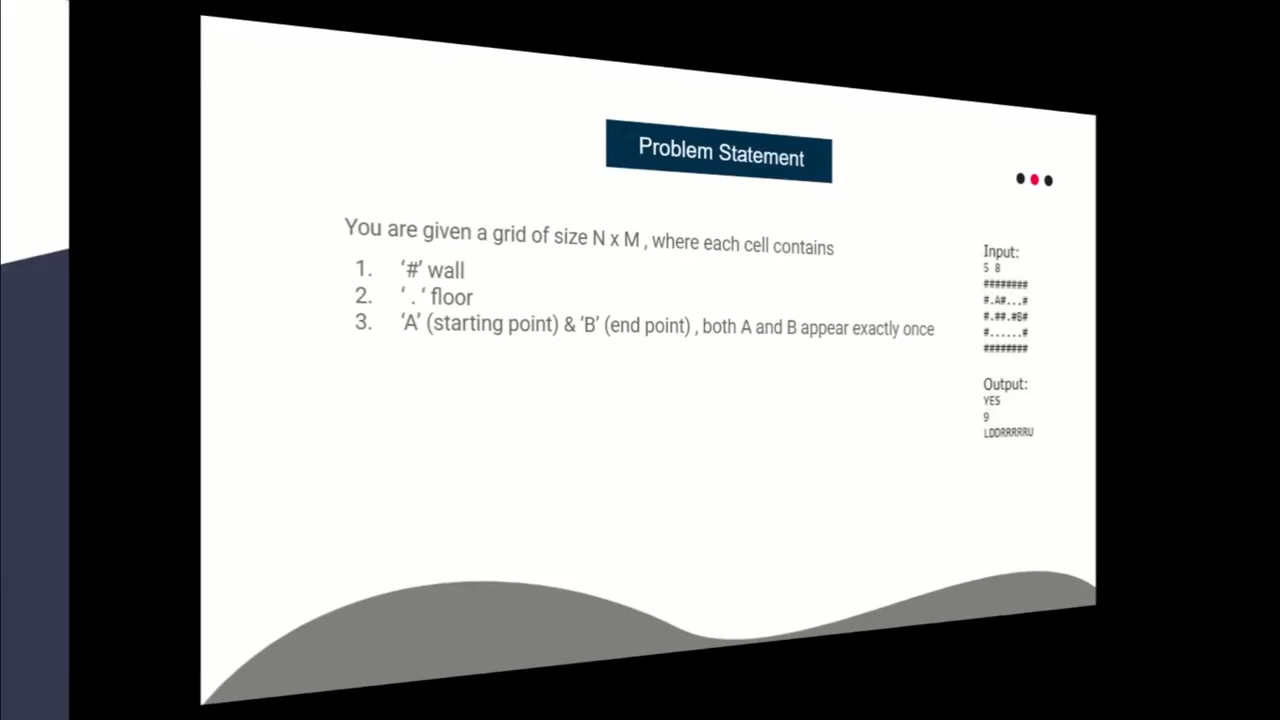 Problem Statement
You are given a grid of size N x M , where each cell contains
1. ‘#’ wall
2. ‘ . ‘ floor
3. ‘A’ (starting point) & ‘B’ (end point) , both A and B appear exactly once
Input:
5 8
########
#.A#...#
#.##.#B#
#......#
########
Output:
YES
9
LDDRRRRRU